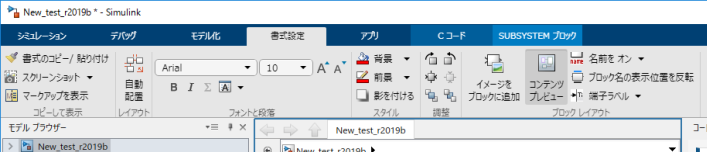 New_test_r2019b * - Simulink
シミュレーション デバッグ モデル化 書式設定 アプリ C コード SUBSYSTEM ブロック
書式のコピー/ 貼り付け
スクリーンショット
マークアップを表示
コピーして表示
自動
配置
レイアウト
Arial 10
B I Σ A
フォントと段落
背景
前景
影を付ける
スタイル
調整
イメージを
ブロックに追加
コンテンツ
プレビュー
名前を オン
ブロック名の表示位置を反転
端子ラベル
ブロック レイアウト
モデル ブラウザー
New_test_r2019b
New_test_r2019b
New_test_r2019b
コー